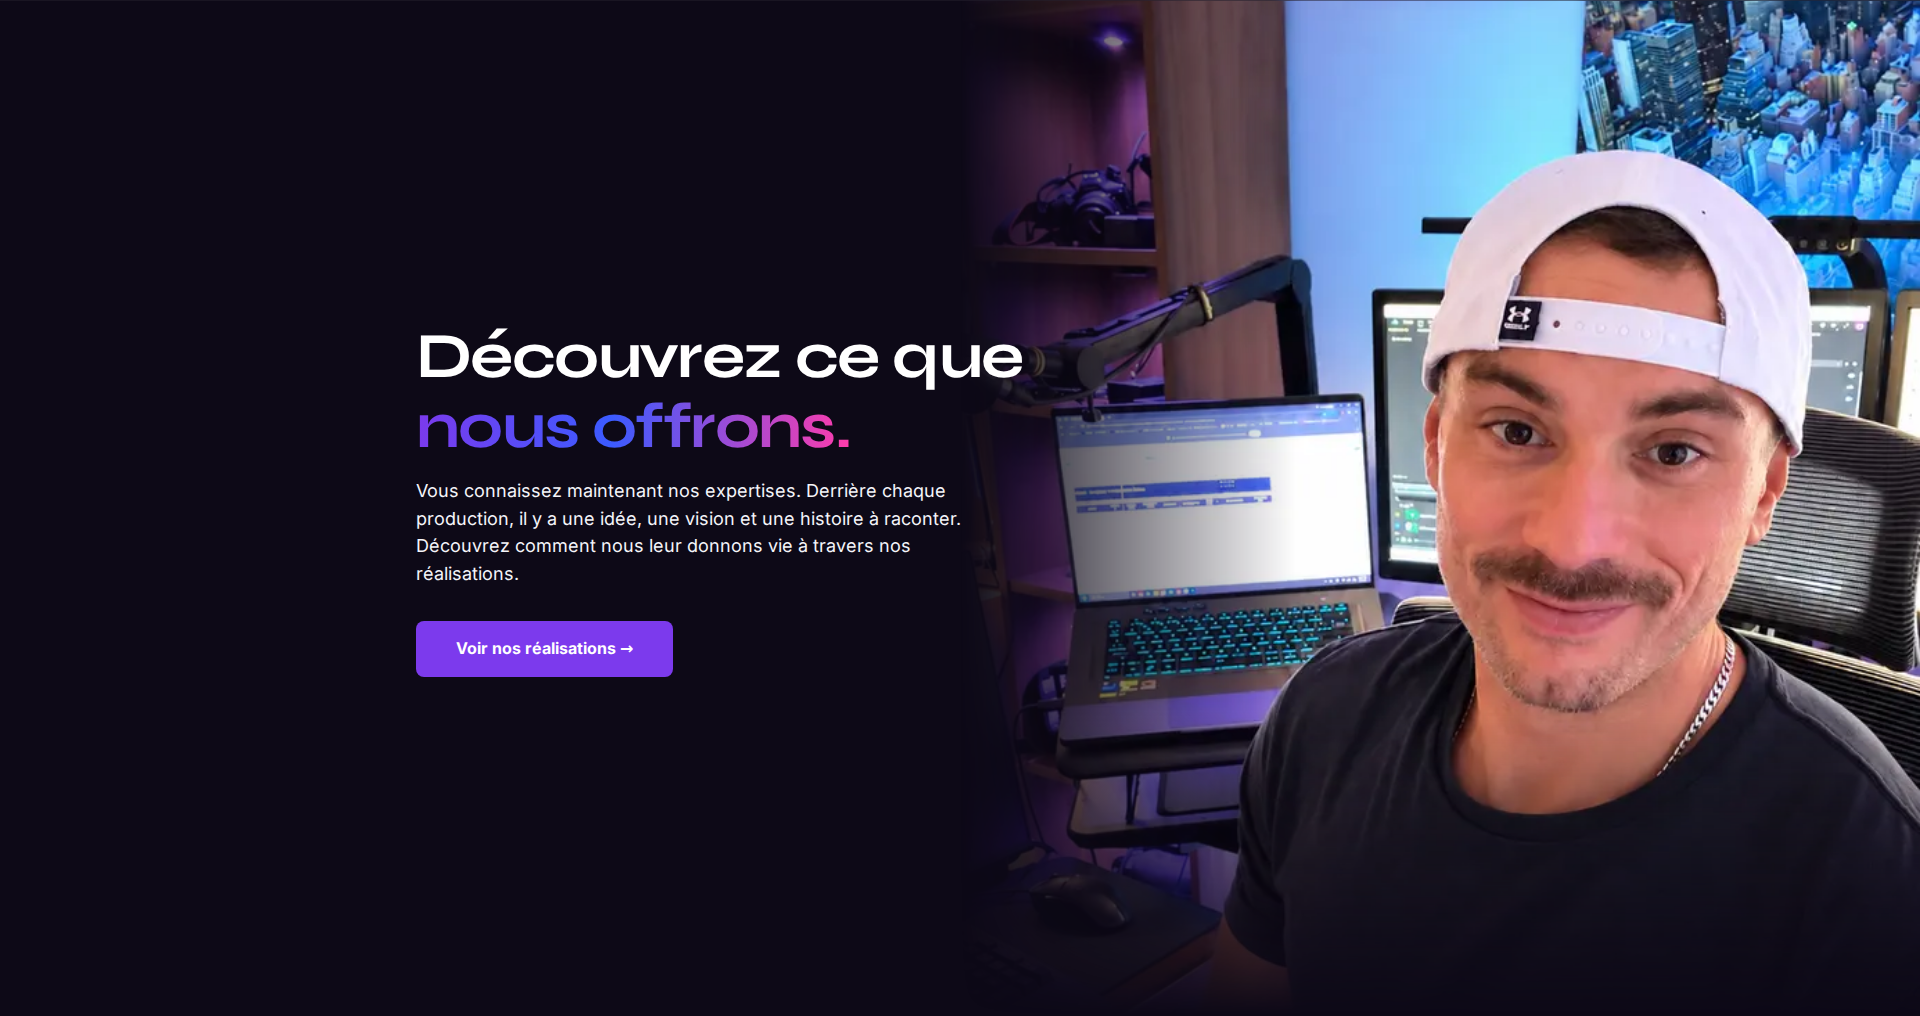 Découvrez ce que
nous offrons.
Vous connaissez maintenant nos expertises. Derrière chaque
production, il y a une idée, une vision et une histoire à raconter.
Découvrez comment nous leur donnons vie à travers nos
réalisations.
Voir nos réalisations →